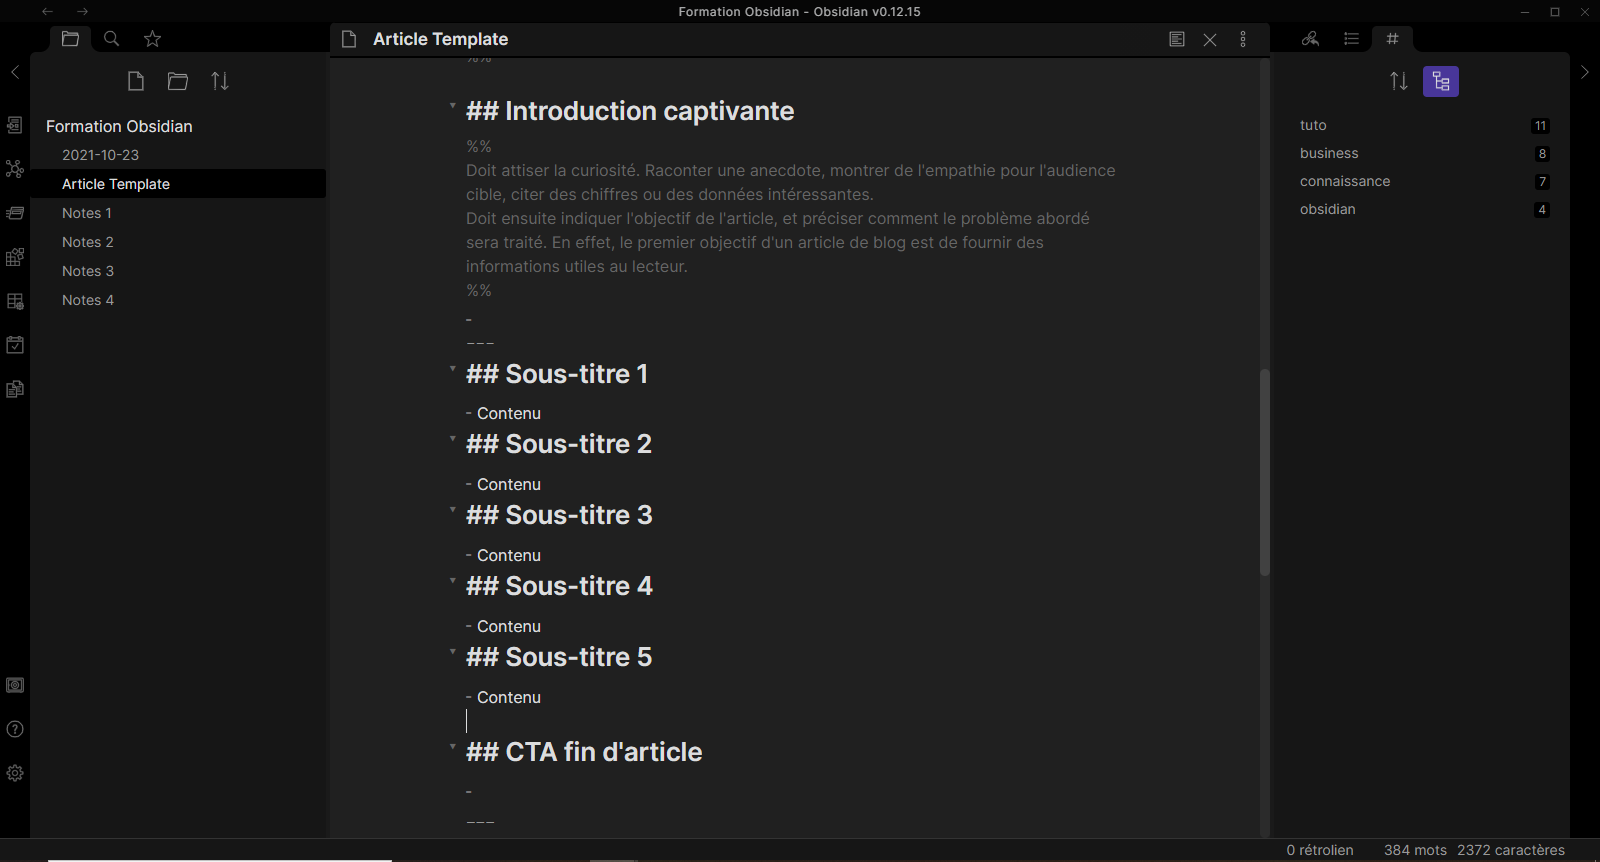 Formation Obsidian - Obsidian v0.12.15
Article Template
Formation Obsidian
2021-10-23
Article Template
Notes 1
Notes 2
Notes 3
Notes 4
%%
## Introduction captivante
%%
Doit attiser la curiosité. Raconter une anecdote, montrer de l'empathie pour l'audience
cible, citer des chiffres ou des données intéressantes.
Doit ensuite indiquer l'objectif de l'article, et préciser comment le problème abordé
sera traité. En effet, le premier objectif d'un article de blog est de fournir des
informations utiles au lecteur.
%%
-
---
## Sous-titre 1
- Contenu
## Sous-titre 2
- Contenu
## Sous-titre 3
- Contenu
## Sous-titre 4
- Contenu
## Sous-titre 5
- Contenu
## CTA fin d'article
-
---
tuto 11
business 8
connaissance 7
obsidian 4
0 rétrolien 384 mots 2372 caractères